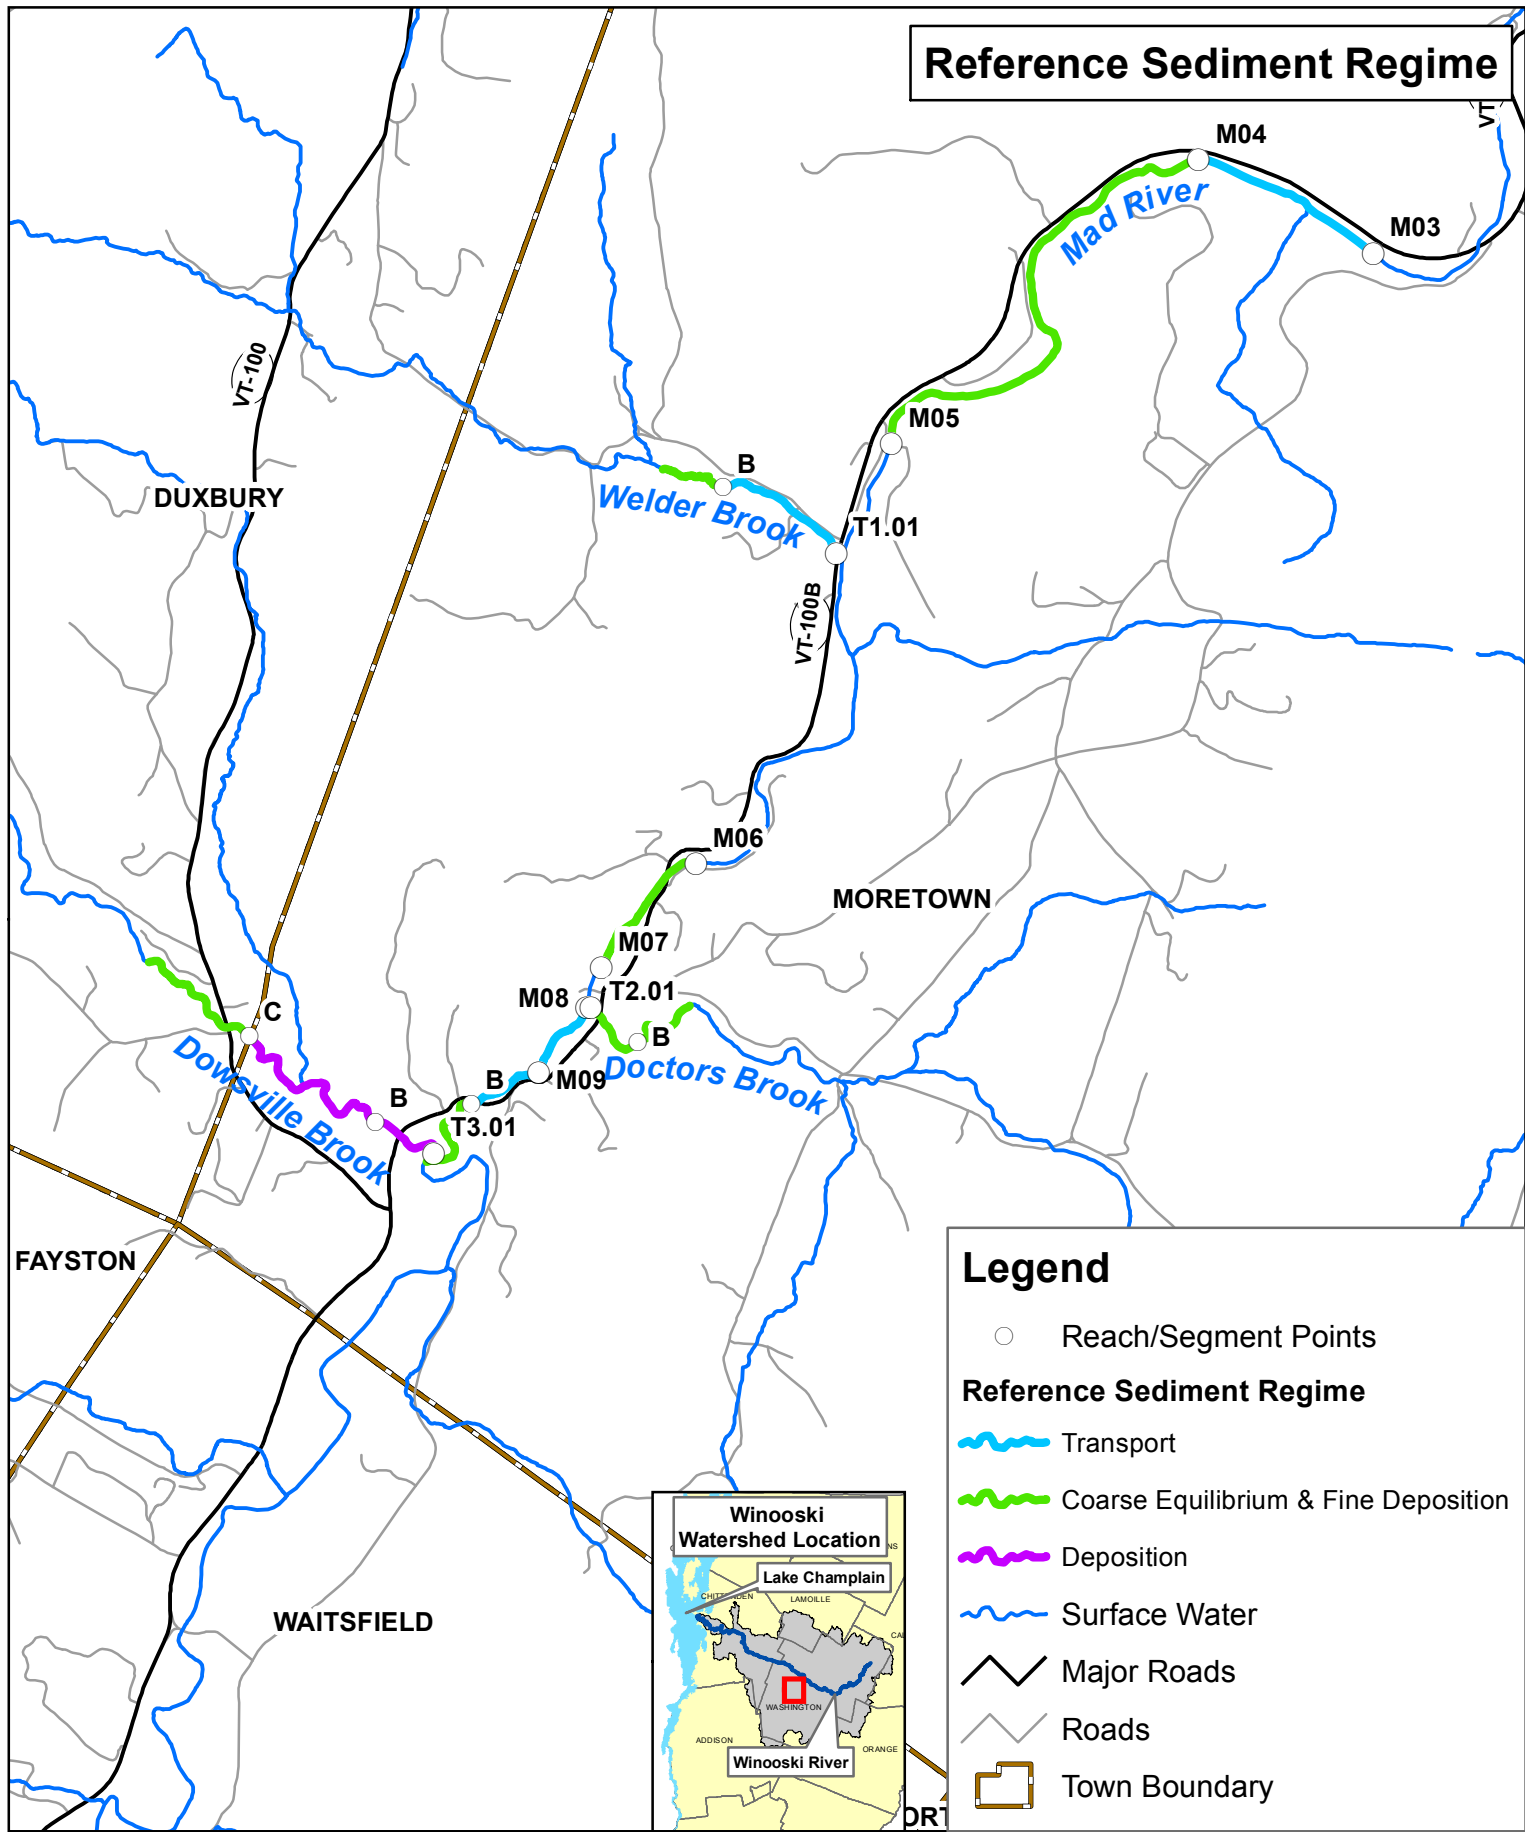 Reference Sediment Regime
VT
M04
Mad River
M03
VT-100
M05
B
DUXBURY
Welder Brook
T1.01
VT-100B
M06
MORETOWN
M07
M08
T2.01
C
B
Dowsville Brook
Doctors Brook
B
M09
B
T3.01
FAYSTON
Legend
Reach/Segment Points
Reference Sediment Regime
Transport
Coarse Equilibrium & Fine Deposition
Deposition
Surface Water
Major Roads
Roads
Town Boundary
WAITSFIELD
Winooski
Watershed Location
NS
Lake Champlain
LAMOILLE
WASHINGTON
ADDISON
ORANGE
Winooski River